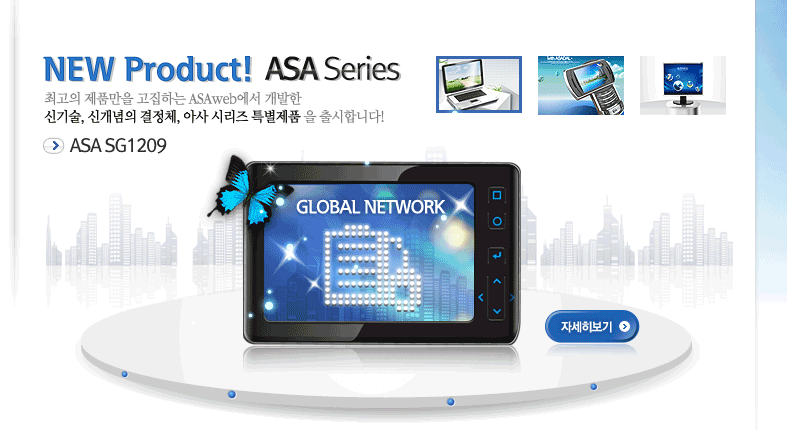 NEW Product! ASA Series
최고의 제품만을 고집하는 ASAweb에서 개발한
신기술, 신개념의 결정체, 아사 시리즈 특별제품 을 출시합니다!
ASA SG1209
GLOBAL NETWORK
자세히보기